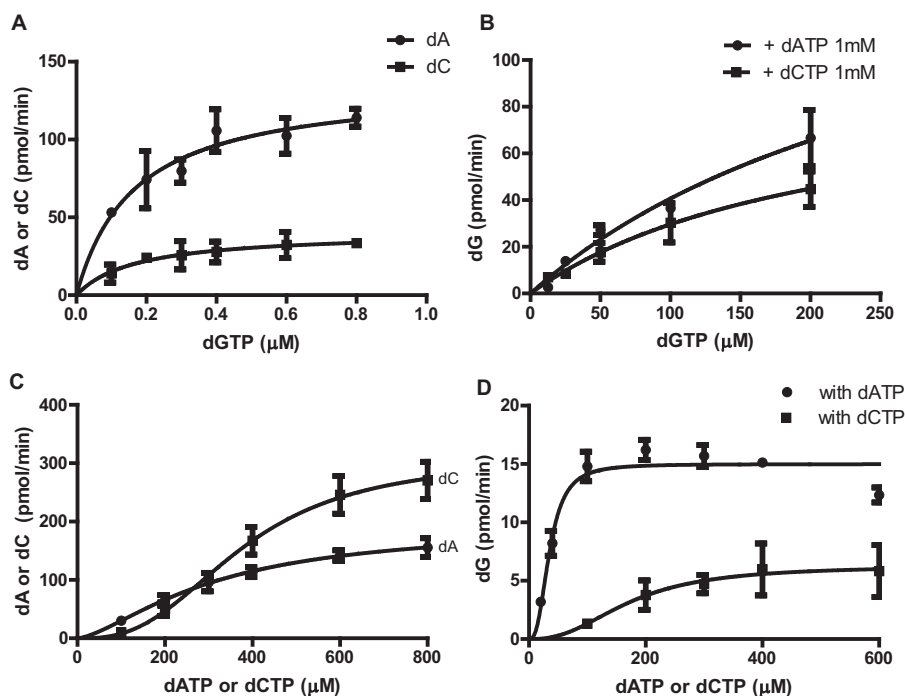 A
dA
dC
dA or dC (pmol/min)
150
100
50
0
0.0 0.2 0.4 0.6 0.8 1.0
dGTP (μM)
B
+ dATP 1mM
+ dCTP 1mM
dG (pmol/min)
80
60
40
20
0
0 50 100 150 200 250
dGTP (μM)
C
dA or dC (pmol/min)
400
300
200
100
0
dC
dA
0 200 400 600 800
dATP or dCTP (μM)
D
with dATP
with dCTP
dG (pmol/min)
20
15
10
5
0
0 200 400 600
dATP or dCTP (μM)